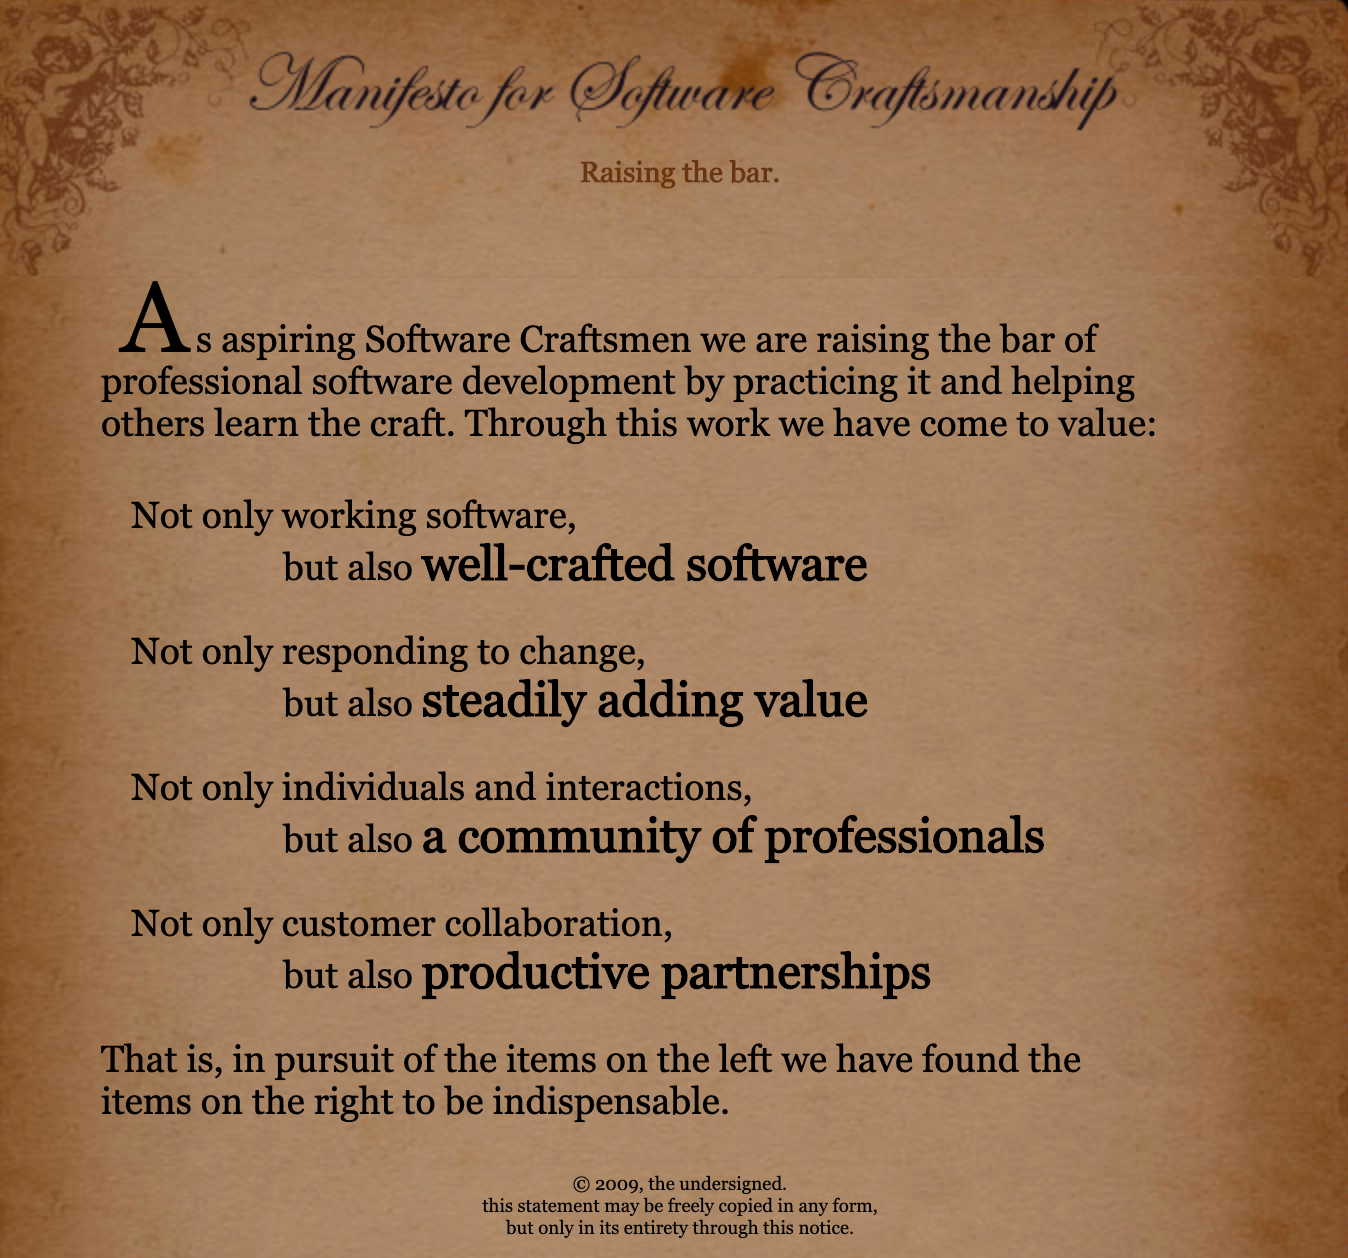 Manifesto for Software Craftsmanship
Raising the bar.
As aspiring Software Craftsmen we are raising the bar of
professional software development by practicing it and helping
others learn the craft. Through this work we have come to value:
Not only working software,
but also well-crafted software
Not only responding to change,
but also steadily adding value
Not only individuals and interactions,
but also a community of professionals
Not only customer collaboration,
but also productive partnerships
That is, in pursuit of the items on the left we have found the
items on the right to be indispensable.
© 2009, the undersigned.
this statement may be freely copied in any form,
but only in its entirety through this notice.